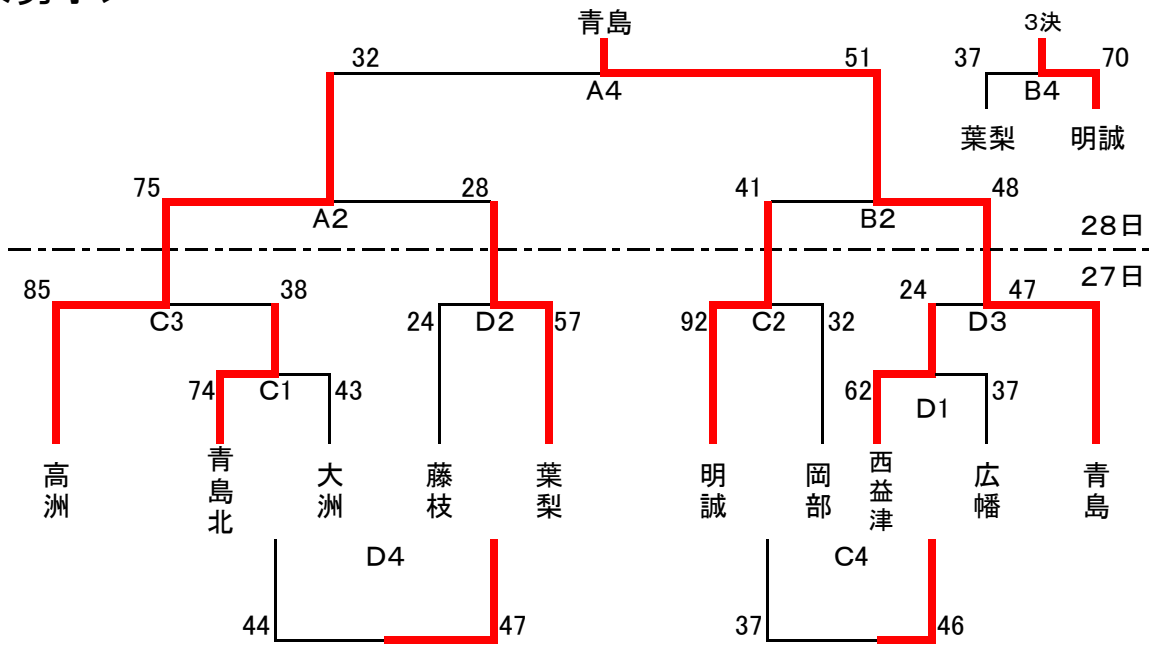 青島
3決
32
51
37
70
A4
B4
葉梨
明誠
75
28
41
48
A2
B2
28日
27日
85
38
24
47
C3
24
D2
57
92
C2
32
D3
74
C1
43
62
D1
37
高洲
青島北
大洲
藤枝
葉梨
明誠
岡部
西益津
広幡
青島
D4
C4
44
47
37
46